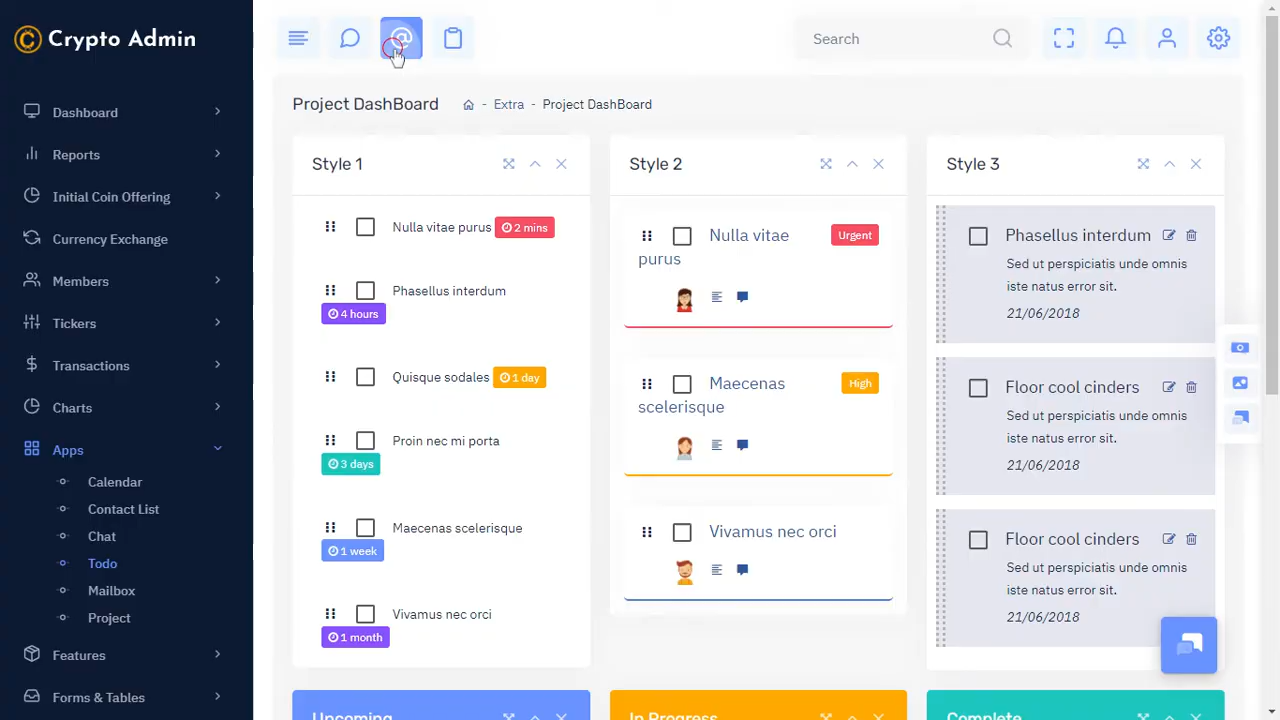 Crypto Admin
Search
Dashboard
Reports
Initial Coin Offering
Currency Exchange
Members
Tickers
Transactions
Charts
Apps
Calendar
Contact List
Chat
Todo
Mailbox
Project
Features
Forms & Tables
Project DashBoard
- Extra - Project DashBoard
Style 1
Nulla vitae purus 2 mins
Phasellus interdum
4 hours
Quisque sodales 1 day
Proin nec mi porta
3 days
Maecenas scelerisque
1 week
Vivamus nec orci
1 month
Style 2
Nulla vitae Urgent
purus
Maecenas High
scelerisque
Vivamus nec orci
Style 3
Phasellus interdum
Sed ut perspiciatis unde omnis
iste natus error sit.
21/06/2018
Floor cool cinders
Sed ut perspiciatis unde omnis
iste natus error sit.
21/06/2018
Floor cool cinders
Sed ut perspiciatis unde omnis
iste natus error sit.
21/06/2018
Upcoming
In Progress
Complete